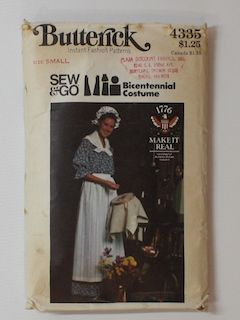 Butterick
Instant Fashion Patterns
4335
$1.25
SIZE SMALL
SEW
&GO
Bicentennial
Costume
1776
MAKE IT
REAL